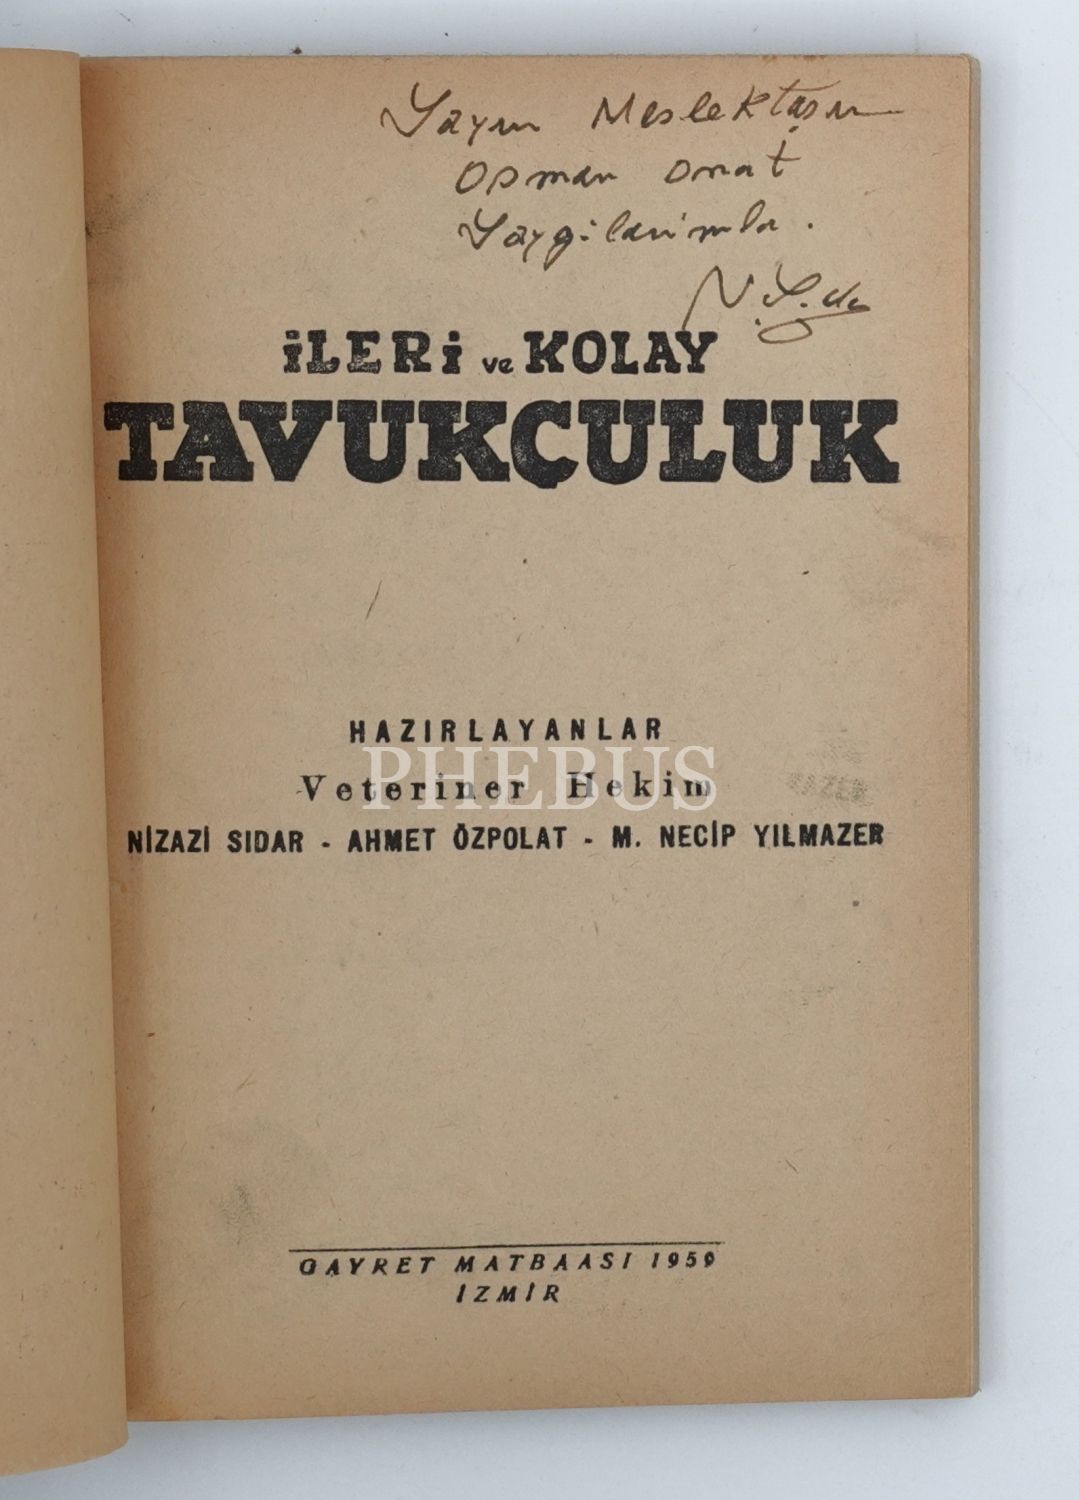 Sayın Meslektaşım
Osman Onat
Saygılarımla.
İLERİ ve KOLAY
TAVUKÇULUK
HAZIRLAYANLAR
PHEBUS
Veteriner Hekim
NİZAZİ SIDAR - AHMET ÖZPOLAT - M. NECİP YILMAZER
GAYRET MATBAASI 1959
İZMİR